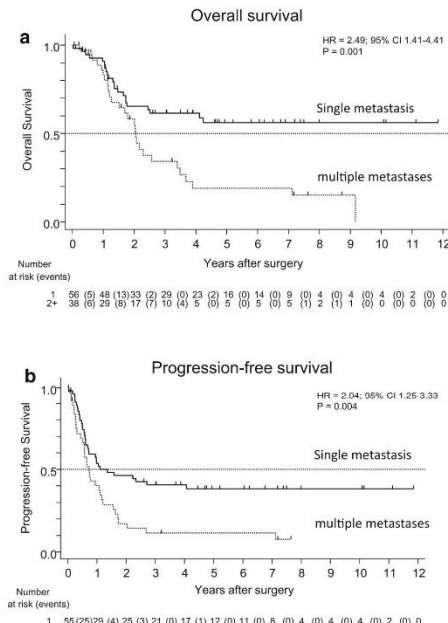 Overall survival
a
HR = 2.49; 95% CI 1.41-4.41
P = 0.001
1.0
Single metastasis
Overall Survival
0.5
multiple metastases
0.0
0 1 2 3 4 5 6 7 8 9 10 11 12
Years after surgery
Number
at risk (events)
1 56 (5) 48 (13) 33 (2) 29 (0) 23 (2) 16 (0) 14 (0) 9 (0) 4 (0) 4 (0) 4 (0) 2 (0) 0
2+ 38 (6) 29 (8) 17 (7) 10 (4) 5 (0) 5 (0) 5 (0) 5 (1) 2 (1) 1 (0) 0 (0) 0 (0) 0
Progression-free survival
b
HR = 2.04; 95% CI 1.25-3.33
P = 0.004
1.0
Single metastasis
Progression-free Survival
0.5
multiple metastases
0.0
0 1 2 3 4 5 6 7 8 9 10 11 12
Years after surgery
Number
at risk (events)
1 55 (25) 29 (4) 25 (3) 21 (0) 17 (1) 12 (0) 11 (0) 8 (0) 4 (0) 4 (0) 4 (0) 2 (0) 0